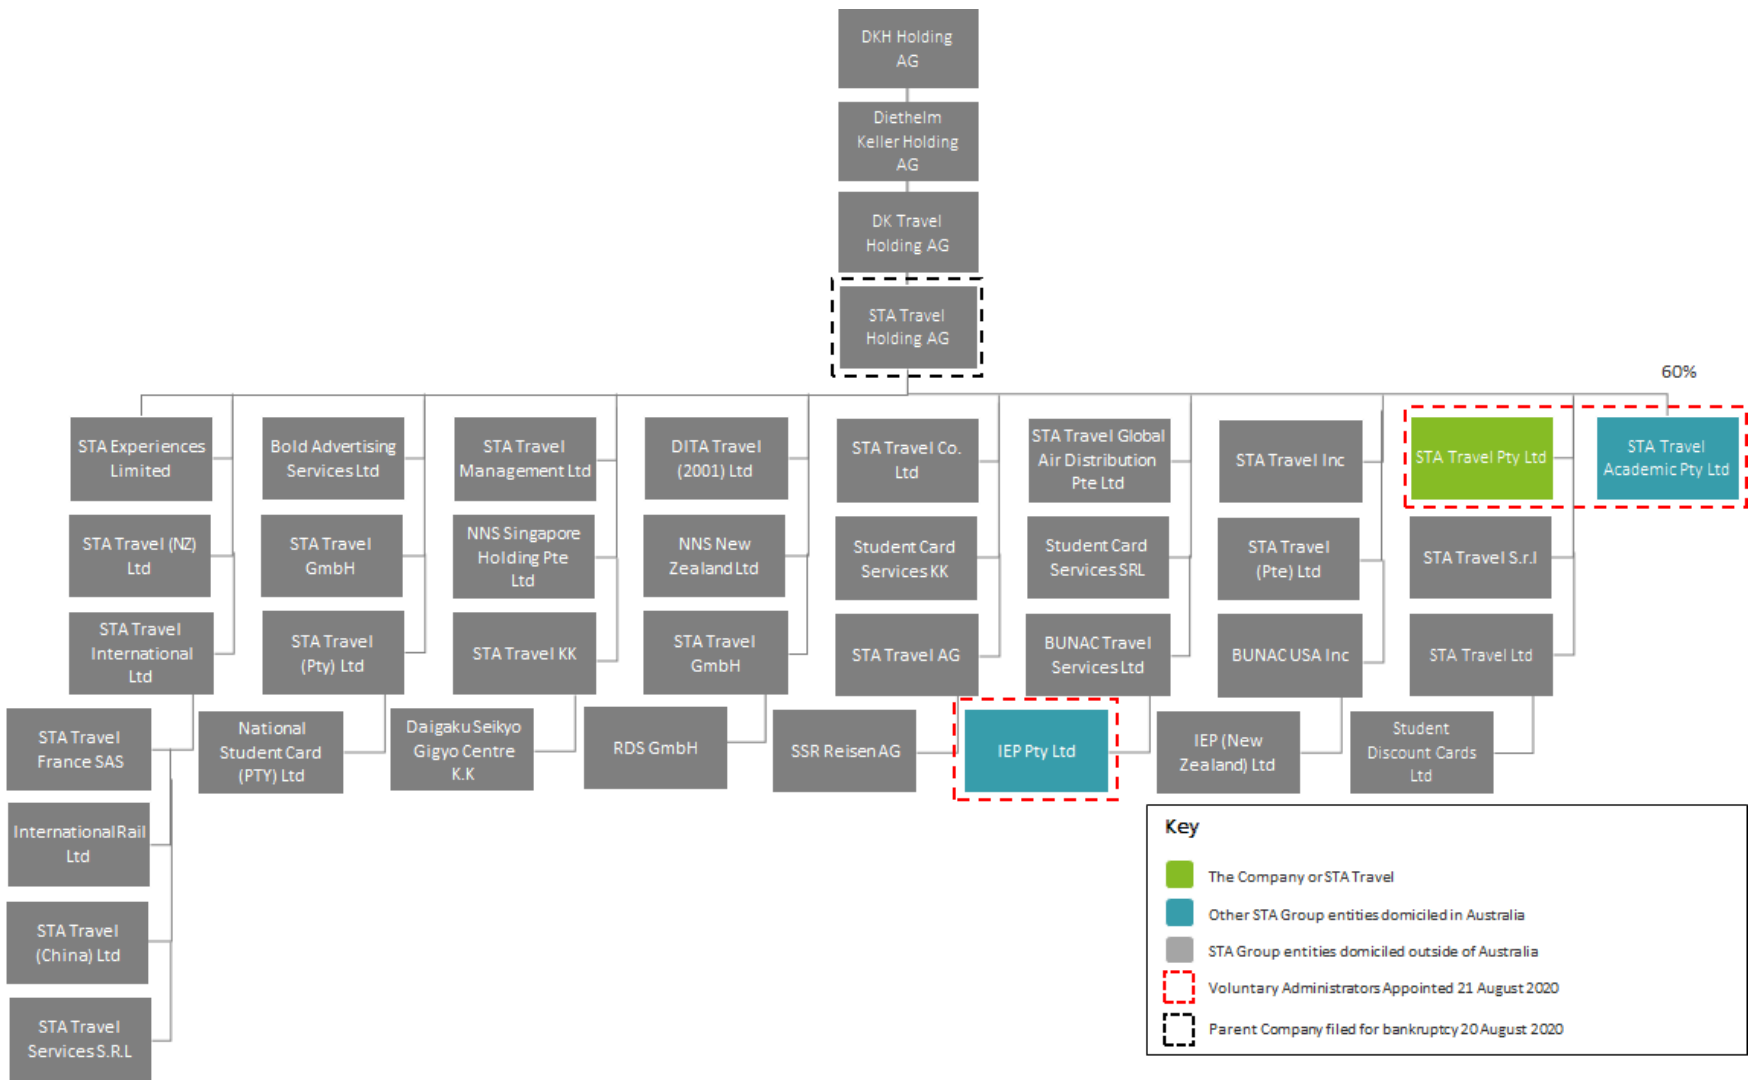 DKH Holding
AG
Diethelm
Keller Holding
AG
DK Travel
Holding AG
STA Travel
Holding AG
60%
STA Experiences
Limited
Bold Advertising
Services Ltd
STA Travel
Management Ltd
DITA Travel
(2001) Ltd
STA Travel Co.
Ltd
STA Travel Global
Air Distribution
Pte Ltd
STA Travel Inc
STA Travel Pty Ltd
STA Travel
Academic Pty Ltd
STA Travel (NZ)
Ltd
STA Travel
GmbH
NNS Singapore
Holding Pte
Ltd
NNS New
Zealand Ltd
Student Card
Services KK
Student Card
Services SRL
STA Travel
(Pte) Ltd
STA Travel S.r.l
STA Travel
International
Ltd
STA Travel
(Pty) Ltd
STA Travel KK
STA Travel
GmbH
STA Travel AG
BUNAC Travel
Services Ltd
BUNAC USA Inc
STA Travel Ltd
STA Travel
France SAS
National
Student Card
(PTY) Ltd
Daigaku Seikyo
Gigyo Centre
K.K
RDS GmbH
SSR Reisen AG
IEP Pty Ltd
IEP (New
Zealand) Ltd
Student
Discount Cards
Ltd
International Rail
Ltd
STA Travel
(China) Ltd
STA Travel
Services S.R.L
Key
The Company or STA Travel
Other STA Group entities domiciled in Australia
STA Group entities domiciled outside of Australia
Voluntary Administrators Appointed 21 August 2020
Parent Company filed for bankruptcy 20 August 2020